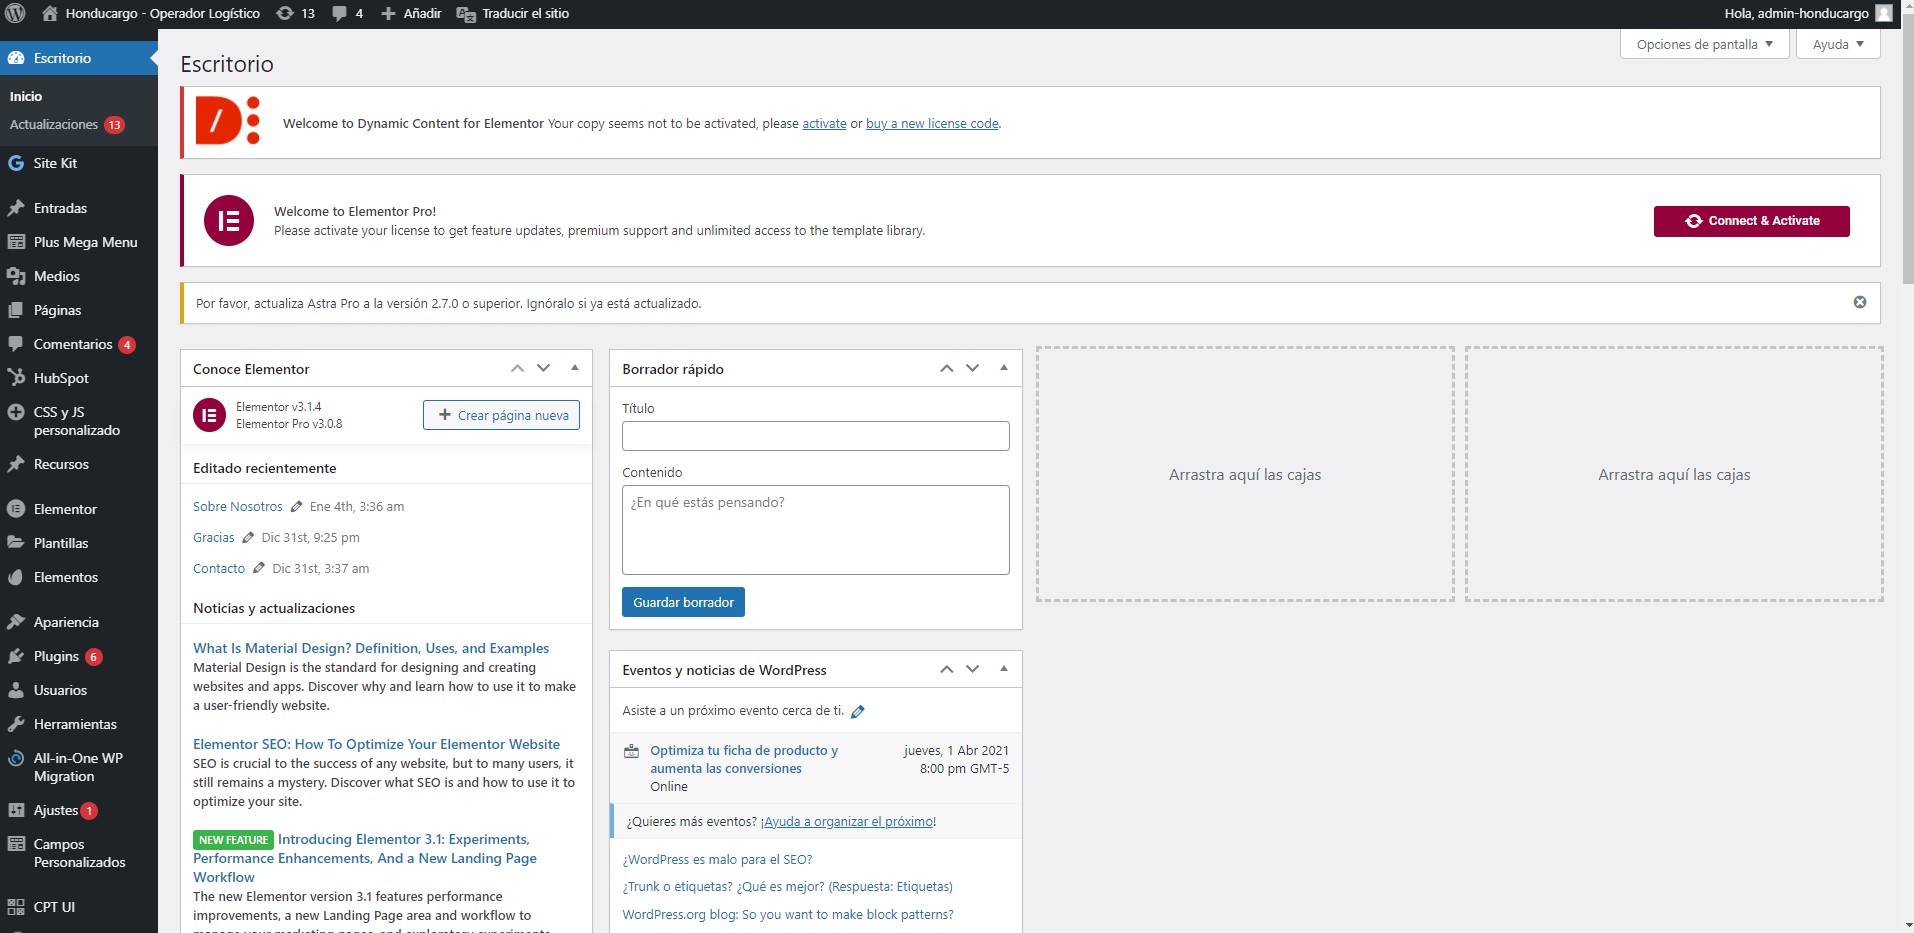 Honducargo - Operador Logístico
13
4
Añadir
Traducir el sitio
Hola, admin-honducargo
Escritorio
Inicio
Actualizaciones 13
Site Kit
Entradas
Plus Mega Menu
Medios
Páginas
Comentarios 4
HubSpot
CSS y JS
personalizado
Recursos
Elementor
Plantillas
Elementos
Apariencia
Plugins 6
Usuarios
Herramientas
All-in-One WP
Migration
Ajustes 1
Campos
Personalizados
CPT UI
Opciones de pantalla
Ayuda
Escritorio
Welcome to Dynamic Content for Elementor Your copy seems not to be activated, please activate or buy a new license code.
Welcome to Elementor Pro!
Please activate your license to get feature updates, premium support and unlimited access to the template library.
Connect & Activate
Por favor, actualiza Astra Pro a la versión 2.7.0 o superior. Ignóralo si ya está actualizado.
Conoce Elementor
Elementor v3.1.4
Elementor Pro v3.0.8
Crear página nueva
Editado recientemente
Sobre Nosotros Ene 4th, 3:36 am
Gracias Dic 31st, 9:25 pm
Contacto Dic 31st, 3:37 am
Noticias y actualizaciones
What Is Material Design? Definition, Uses, and Examples
Material Design is the standard for designing and creating
websites and apps. Discover why and learn how to use it to make
a user-friendly website.
Elementor SEO: How To Optimize Your Elementor Website
SEO is crucial to the success of any website, but to many users, it
still remains a mystery. Discover what SEO is and how to use it to
optimize your site.
NEW FEATURE Introducing Elementor 3.1: Experiments,
Performance Enhancements, And a New Landing Page
Workflow
The new Elementor version 3.1 features performance
improvements, a new Landing Page area and workflow to
Borrador rápido
Título
Contenido
¿En qué estás pensando?
Guardar borrador
Eventos y noticias de WordPress
Asiste a un próximo evento cerca de ti.
Optimiza tu ficha de producto y
aumenta las conversiones
Online
jueves, 1 Abr 2021
8:00 pm GMT-5
¿Quieres más eventos? ¡Ayuda a organizar el próximo!
¿WordPress es malo para el SEO?
¿Trunk o etiquetas? ¿Qué es mejor? (Respuesta: Etiquetas)
WordPress.org blog: So you want to make block patterns?
Arrastra aquí las cajas
Arrastra aquí las cajas